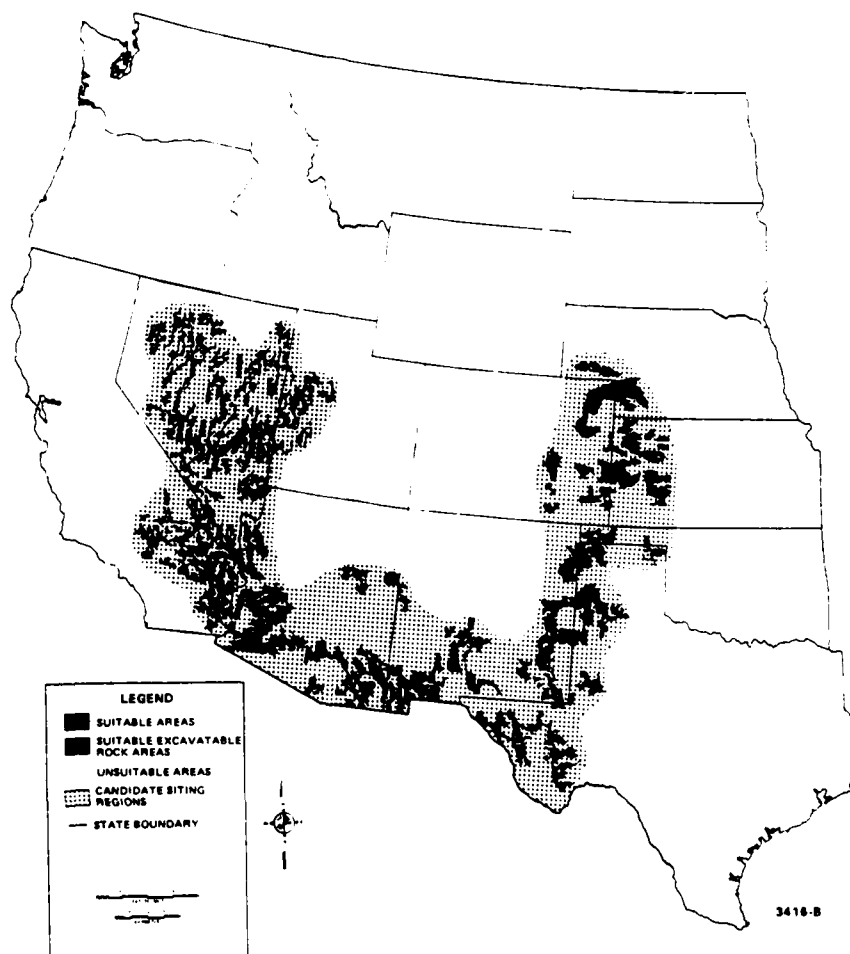 LEGEND
SUITABLE AREAS
SUITABLE EXCAVATABLE
ROCK AREAS
UNSUITABLE AREAS
CANDIDATE SITING
REGIONS
STATE BOUNDARY
3416-B